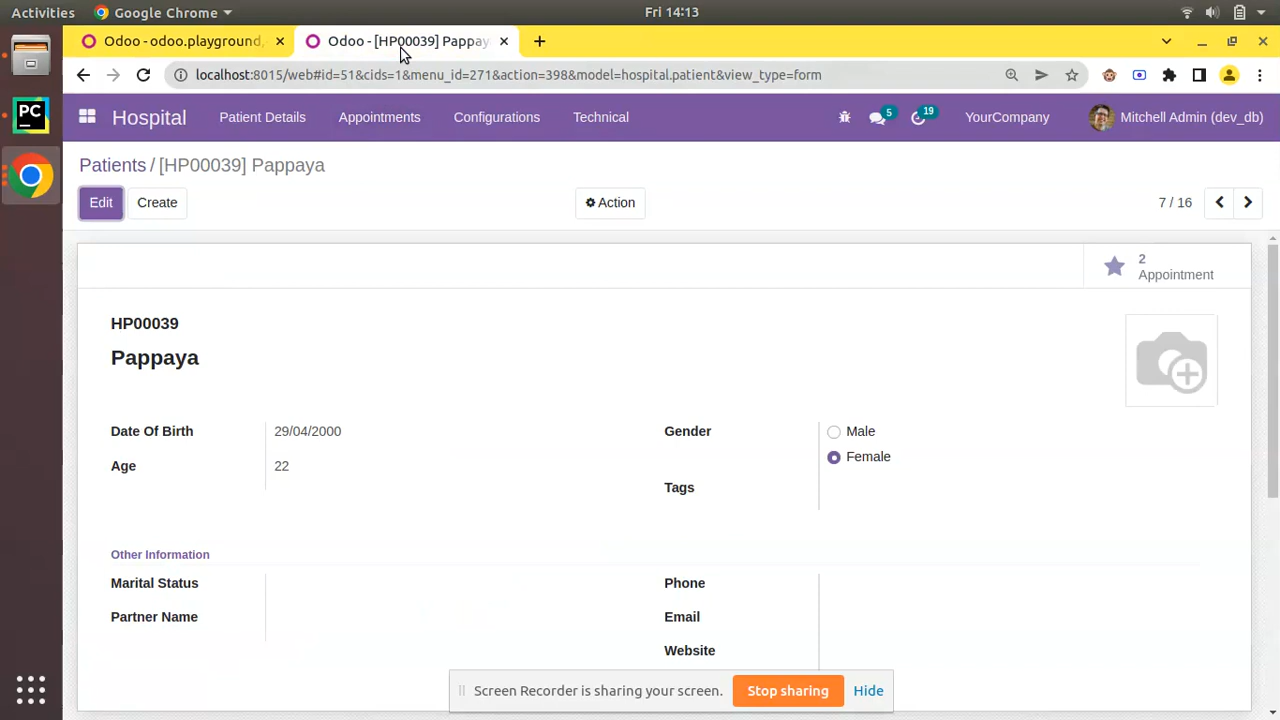 Activities Google Chrome Fri 14:13
Odoo - odoo.playground, Odoo - [HP00039] Pappay
localhost:8015/web#id=51&cids=1&menu_id=271&action=398&model=hospital.patient&view_type=form
Hospital Patient Details Appointments Configurations Technical 5 19 YourCompany Mitchell Admin (dev_db)
Patients / [HP00039] Pappaya
Edit Create Action 7 / 16
2
Appointment
HP00039
Pappaya
Date Of Birth 29/04/2000 Gender Male
Age 22 Female
Tags
Other Information
Marital Status Phone
Partner Name Email
Website
Screen Recorder is sharing your screen. Stop sharing Hide
PC